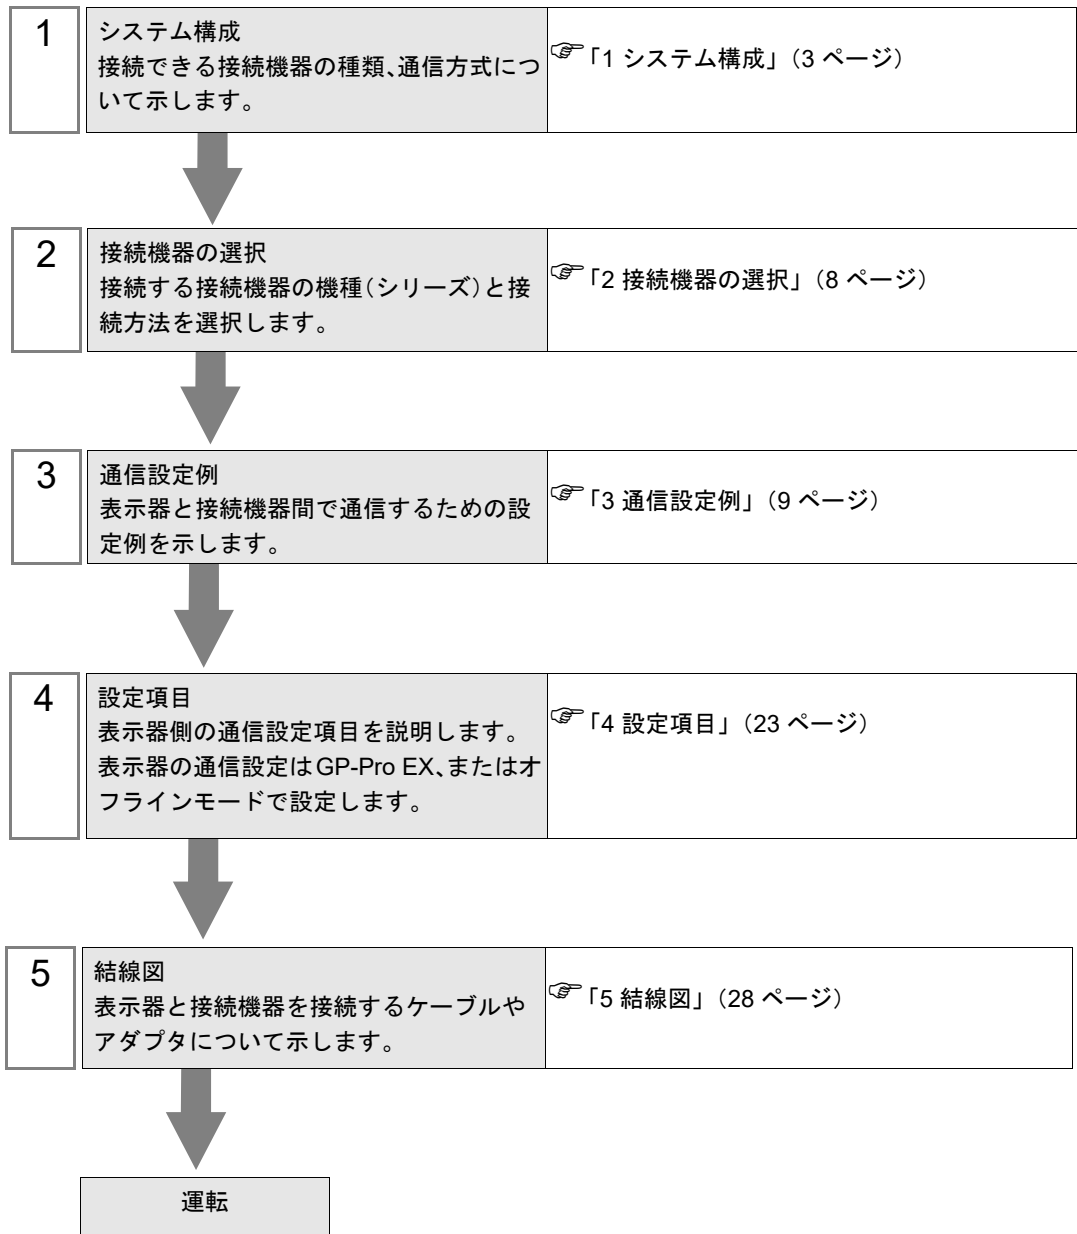 1
システム構成
接続できる接続機器の種類、通信方式につ
いて示します。
「1 システム構成」（3 ページ）
2
接続機器の選択
接続する接続機器の機種（シリーズ）と接
続方法を選択します。
「2 接続機器の選択」（8 ページ）
3
通信設定例
表示器と接続機器間で通信するための設
定例を示します。
「3 通信設定例」（9 ページ）
4
設定項目
表示器側の通信設定項目を説明します。
表示器の通信設定はGP-Pro EX、またはオ
フラインモードで設定します。
「4 設定項目」（23 ページ）
5
結線図
表示器と接続機器を接続するケーブルや
アダプタについて示します。
「5 結線図」（28 ページ）
運転